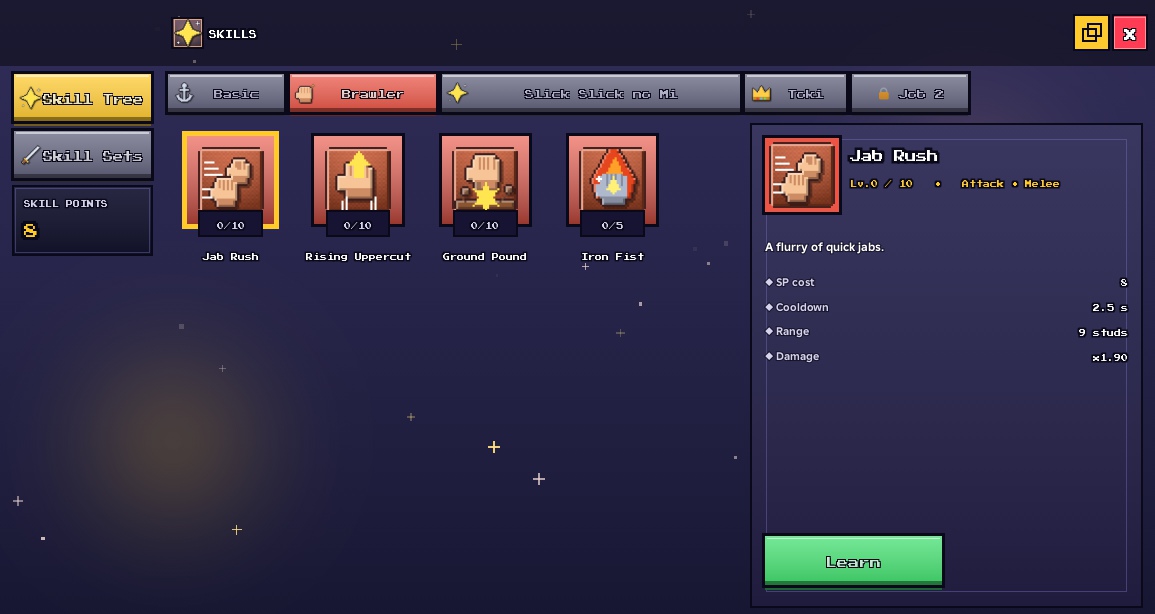 SKILLS
x
Skill Tree
Basic
Brawler
Slick Slick no Mi
Toki
Job 2
Skill Sets
SKILL POINTS
8
0/10
0/10
0/10
0/5
Jab Rush
Rising Uppercut
Ground Pound
Iron Fist
Jab Rush
Lv.0 / 10 • Attack • Melee
A flurry of quick jabs.
◆ SP cost 8
◆ Cooldown 2.5 s
◆ Range 9 studs
◆ Damage x1.90
Learn